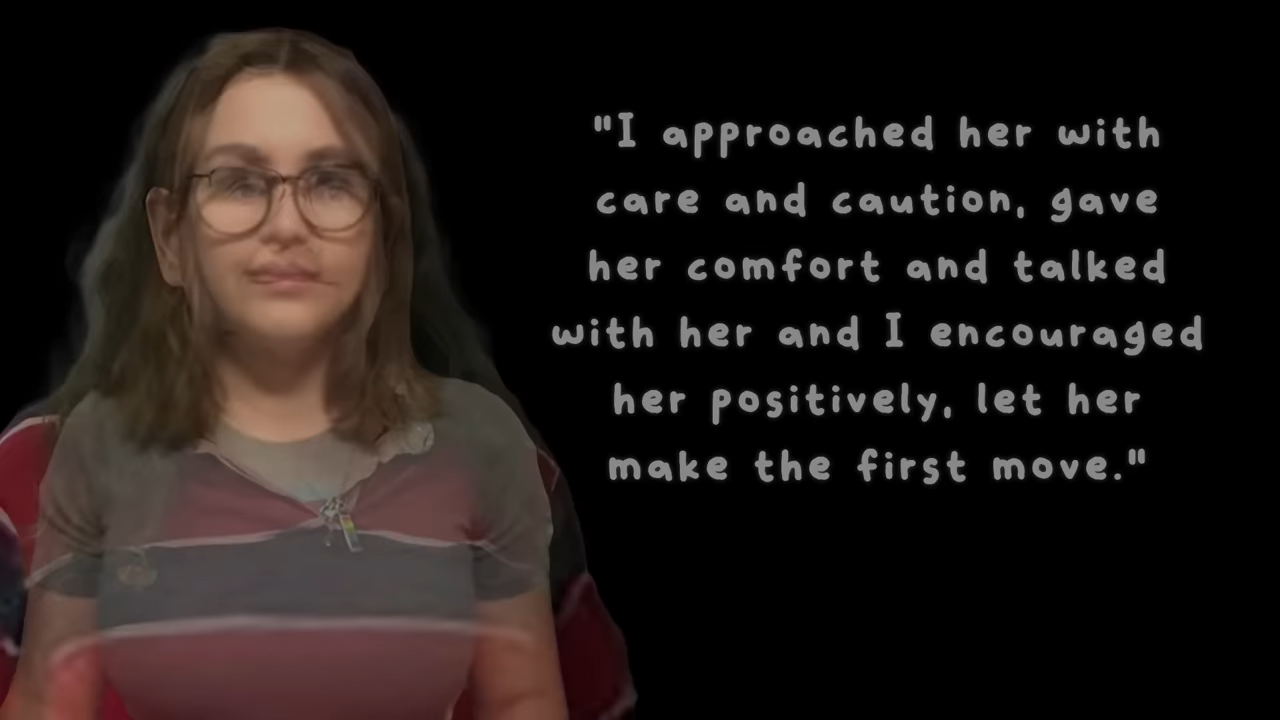 "I approached her with
care and caution, gave
her comfort and talked
with her and I encouraged
her positively, let her
make the first move."